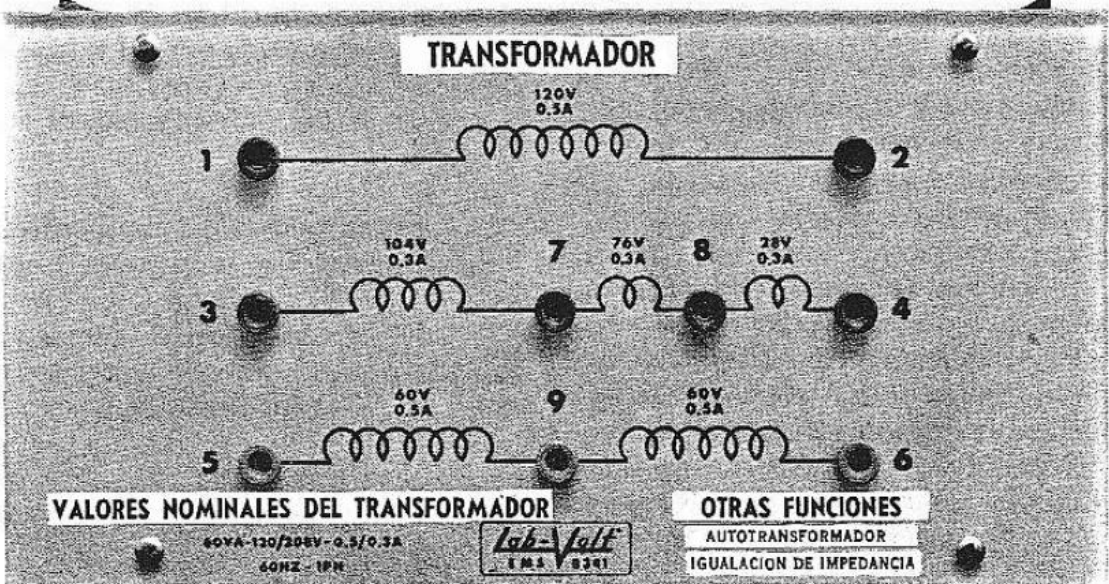 TRANSFORMADOR
120V
0.5A
1
2
104V
0.3A
7
76V
0.3A
8
28V
0.3A
3
4
60V
0.5A
9
60V
0.5A
5
6
VALORES NOMINALES DEL TRANSFORMADOR
60VA-120/208V-0.5/0.3A
60HZ - 1PH
Lab-Volt
EMS 8341
OTRAS FUNCIONES
AUTOTRANSFORMADOR
IGUALACION DE IMPEDANCIA